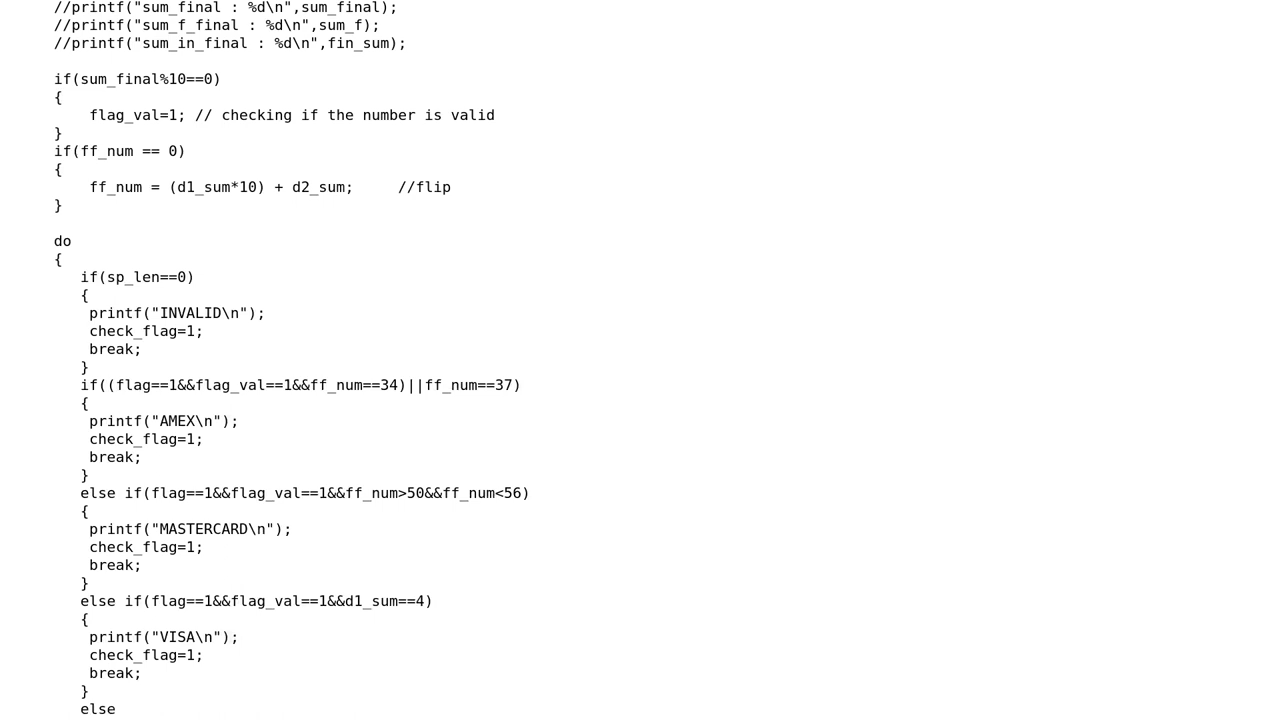 //printf("sum_final : %d\n",sum_final);
//printf("sum_f_final : %d\n",sum_f);
//printf("sum_in_final : %d\n",fin_sum);
if(sum_final%10==0)
{
flag_val=1; // checking if the number is valid
}
if(ff_num == 0)
{
ff_num = (d1_sum*10) + d2_sum;     //flip
}
do
{
if(sp_len==0)
{
printf("INVALID\n");
check_flag=1;
break;
}
if((flag==1&&flag_val==1&&ff_num==34)||ff_num==37)
{
printf("AMEX\n");
check_flag=1;
break;
}
else if(flag==1&&flag_val==1&&ff_num>50&&ff_num<56)
{
printf("MASTERCARD\n");
check_flag=1;
break;
}
else if(flag==1&&flag_val==1&&d1_sum==4)
{
printf("VISA\n");
check_flag=1;
break;
}
else